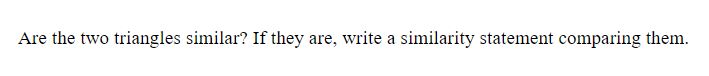 Are the two triangles similar? If they are, write a similarity statement comparing them.